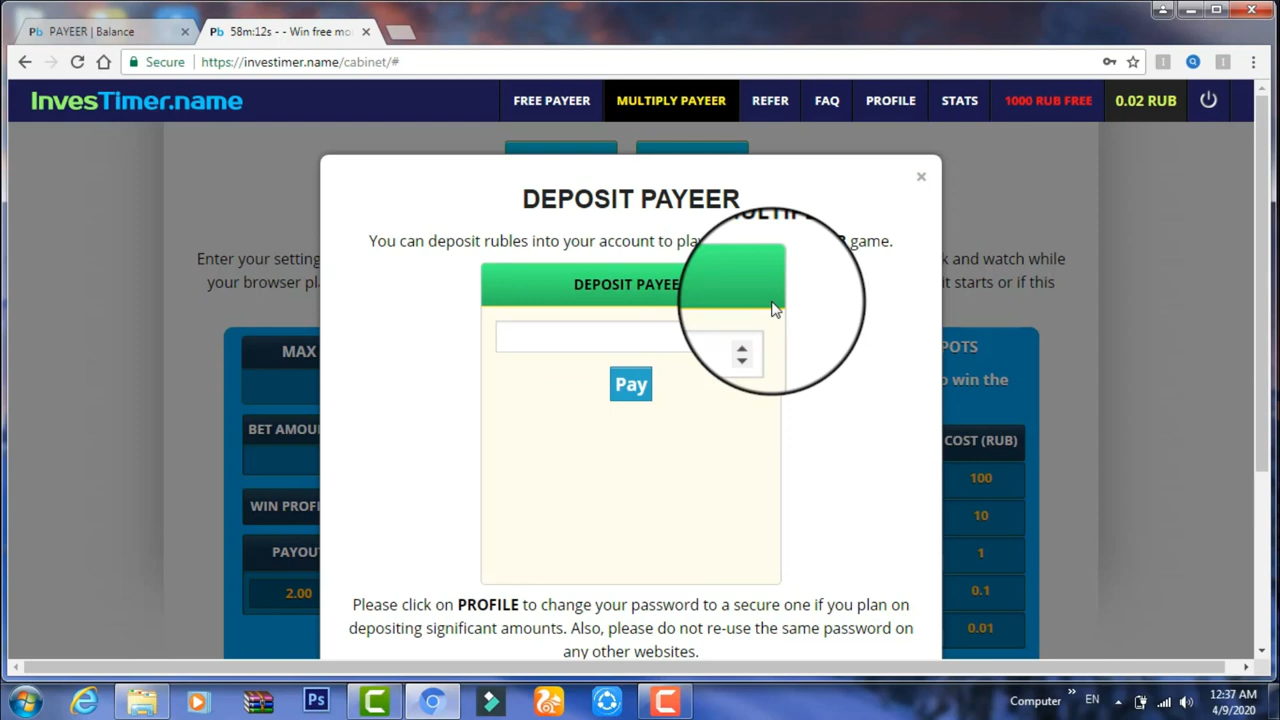 PAYEER | Balance
58m:12s - - Win free mo
Secure
https://investimer.name/cabinet/#
InvesTimer.name
FREE PAYEER
MULTIPLY PAYEER
REFER
FAQ
PROFILE
STATS
1000 RUB FREE
0.02 RUB
DEPOSIT PAYEER
You can deposit rubles into your account to play
game.
Enter your setting
k and watch while
your browser pl
it starts or if this
DEPOSIT PAYEE
MAX
POTS
o win the
Pay
BET AMOU
COST (RUB)
100
WIN PROFI
10
PAYOU
1
2.00
0.1
0.01
Please click on PROFILE to change your password to a secure one if you plan on
depositing significant amounts. Also, please do not re-use the same password on
any other websites.
Computer
EN
12:37 AM
4/9/2020